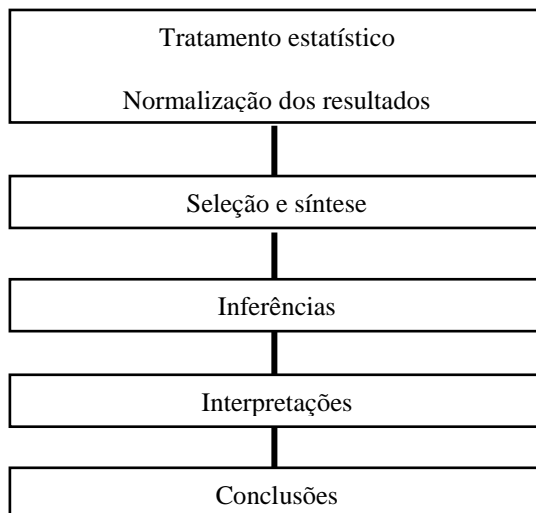 Tratamento estatístico
Normalização dos resultados
Seleção e síntese
Inferências
Interpretações
Conclusões